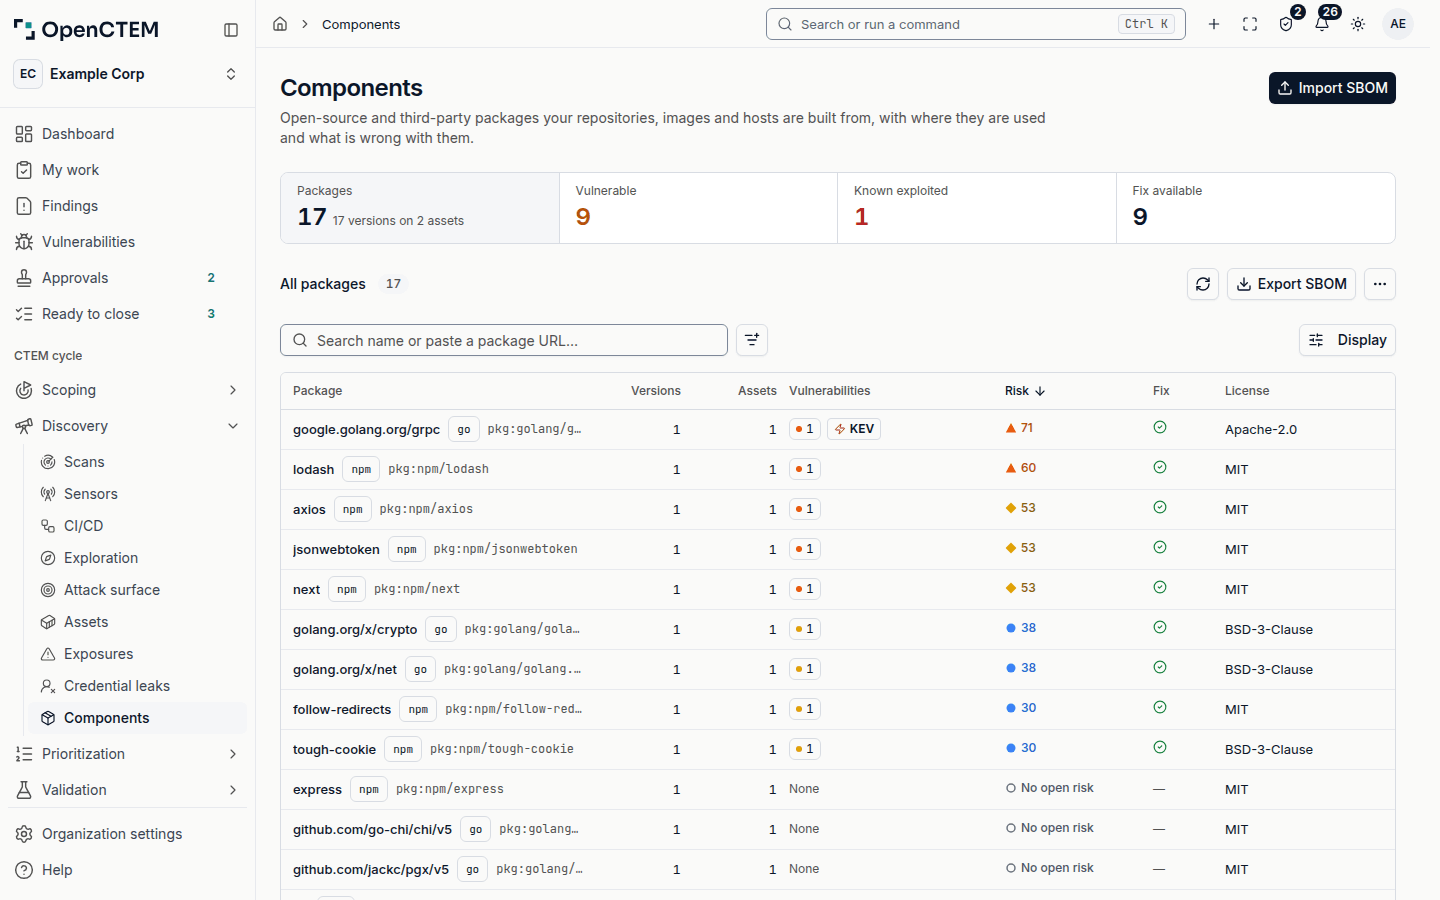 OpenCTEM
EC Example Corp
Dashboard
My work
Findings
Vulnerabilities
Approvals 2
Ready to close 3
CTEM cycle
Scoping
Discovery
Scans
Sensors
CI/CD
Exploration
Attack surface
Assets
Exposures
Credential leaks
Components
Prioritization
Validation
Organization settings
Help
Components
Search or run a command Ctrl K
2
26
AE
Components
Import SBOM
Open-source and third-party packages your repositories, images and hosts are built from, with where they are used
and what is wrong with them.
Packages
17 17 versions on 2 assets
Vulnerable
9
Known exploited
1
Fix available
9
All packages 17
Export SBOM
Search name or paste a package URL...
Display
Package Versions Assets Vulnerabilities Risk Fix License
google.golang.org/grpc go pkg:golang/g… 1 1 1 KEV 71 Apache-2.0
lodash npm pkg:npm/lodash 1 1 1 60 MIT
axios npm pkg:npm/axios 1 1 1 53 MIT
jsonwebtoken npm pkg:npm/jsonwebtoken 1 1 1 53 MIT
next npm pkg:npm/next 1 1 1 53 MIT
golang.org/x/crypto go pkg:golang/gola… 1 1 1 38 BSD-3-Clause
golang.org/x/net go pkg:golang/golang.… 1 1 1 38 BSD-3-Clause
follow-redirects npm pkg:npm/follow-red… 1 1 1 30 MIT
tough-cookie npm pkg:npm/tough-cookie 1 1 1 30 BSD-3-Clause
express npm pkg:npm/express 1 1 None No open risk — MIT
github.com/go-chi/chi/v5 go pkg:golang… 1 1 None No open risk — MIT
github.com/jackc/pgx/v5 go pkg:golang/… 1 1 None No open risk — MIT